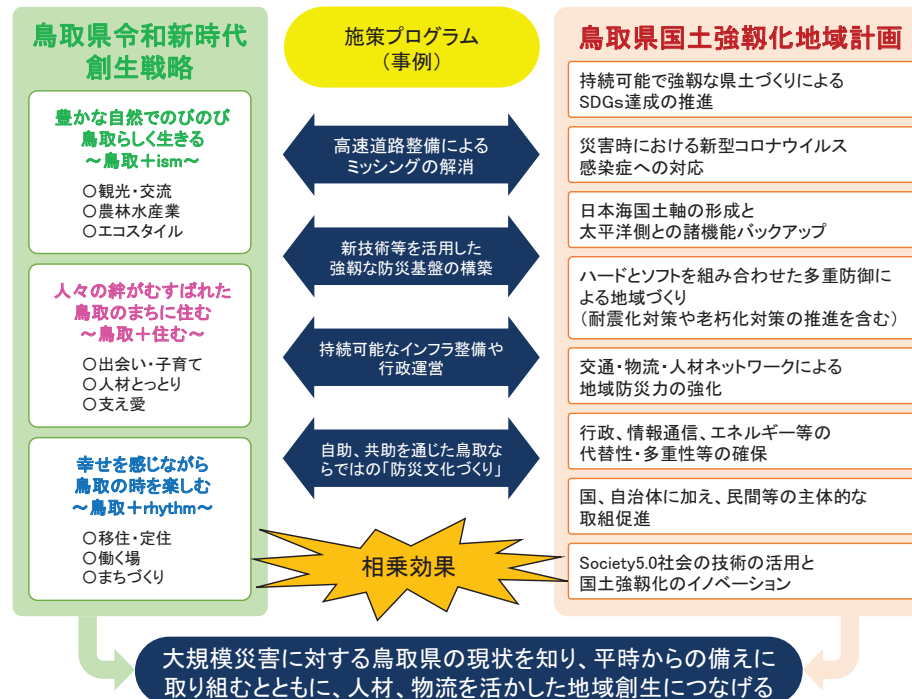 鳥取県令和新時代
創生戦略
豊かな自然でのびのび
鳥取らしく生きる
～鳥取＋ism～
○観光・交流
○農林水産業
○エコスタイル
人々の絆がむすばれた
鳥取のまちに住む
～鳥取＋住む～
○出会い・子育て
○人材とっとり
○支え愛
幸せを感じながら
鳥取の時を楽しむ
～鳥取＋rhythm～
○移住・定住
○働く場
○まちづくり
施策プログラム
（事例）
高速道路整備による
ミッシングの解消
新技術等を活用した
強靱な防災基盤の構築
持続可能なインフラ整備や
行政運営
自助、共助を通じた鳥取な
らではの「防災文化づくり」
相乗効果
鳥取県国土強靱化地域計画
持続可能で強靱な県土づくりによる
SDGs達成の推進
災害時における新型コロナウイルス
感染症への対応
日本海国土軸の形成と
太平洋側との諸機能バックアップ
ハードとソフトを組み合わせた多重防御に
よる地域づくり
（耐震化対策や老朽化対策の推進を含む）
交通・物流・人材ネットワークによる
地域防災力の強化
行政、情報通信、エネルギー等の
代替性・多重性等の確保
国、自治体に加え、民間等の主体的な
取組促進
Society5.0社会の技術の活用と
国土強靱化のイノベーション
大規模災害に対する鳥取県の現状を知り、平時からの備えに
取り組むとともに、人材、物流を活かした地域創生につなげる